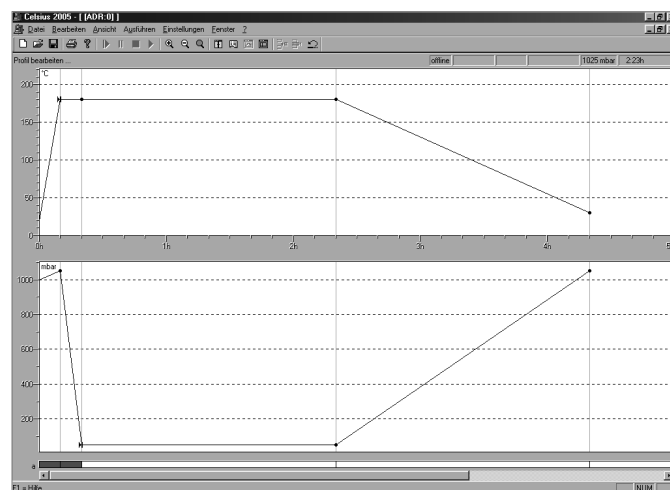 Celsius 2005 - [ [ADR:0] ]
Datei Bearbeiten Ansicht Ausführen Einstellungen Fenster ?
Profil bearbeiten ... offline 1025 mbar 2:23h
°C
200
150
100
50
0
0h 1h 2h 3h 4h 5
mbar
1000
800
600
400
200
a
F1 = Hilfe NUM